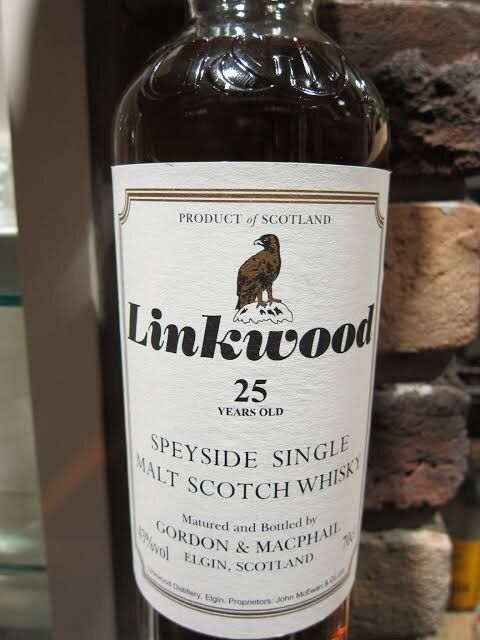 PRODUCT of SCOTLAND
Linkwood
25
YEARS OLD
SPEYSIDE SINGLE
MALT SCOTCH WHISKY
Matured and Bottled by
43%vol GORDON & MACPHAIL 70cl
ELGIN, SCOTLAND
Linkwood Distillery, Elgin. Proprietors: John McEwan & Co Ltd